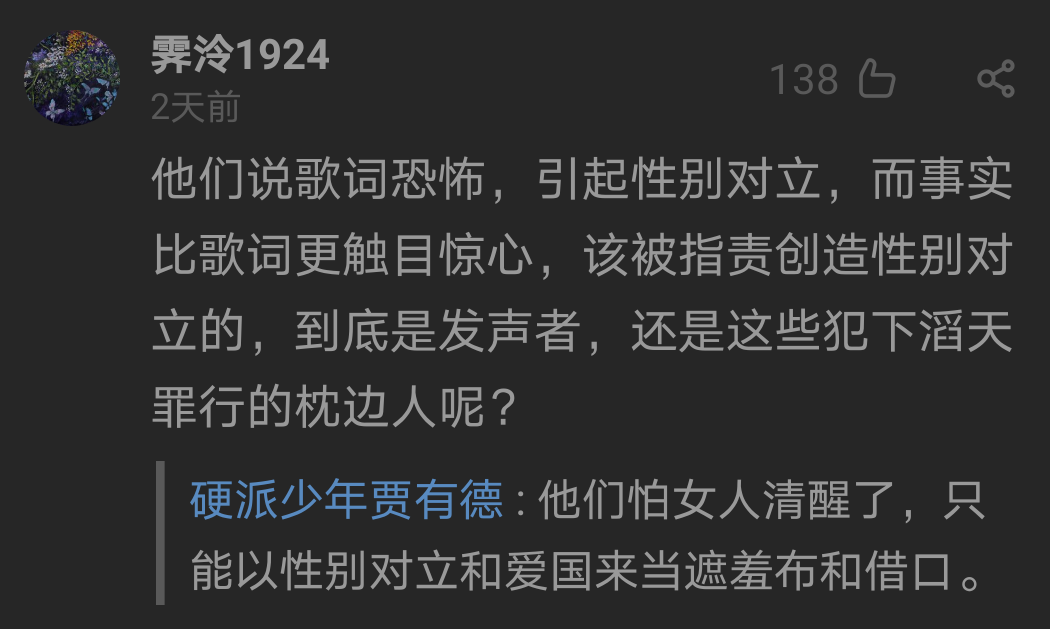 霁泠1924
138
2天前
他们说歌词恐怖，引起性别对立，而事实
比歌词更触目惊心，该被指责创造性别对
立的，到底是发声者，还是这些犯下滔天
罪行的枕边人呢？
硬派少年贾有德：他们怕女人清醒了，只
能以性别对立和爱国来当遮羞布和借口。